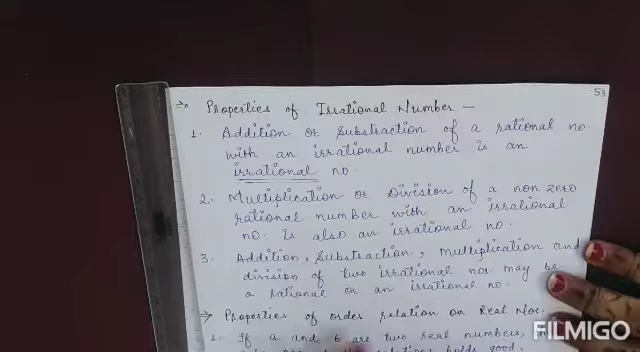 53
⇒ Properties of Irrational Number —
1. Addition or Substraction of a rational no.
with an irrational number is an
irrational no.
2. Multiplication or Division of a non zero
rational number with an irrational
no. is also an irrational no.
3. Addition, Substraction, multiplication and
division of two irrational nos. may be
a rational or an irrational no.
⇒ Properties of order relation on Real Nos.
1. If a and b are two real numbers,
holds good.
FILMIGO